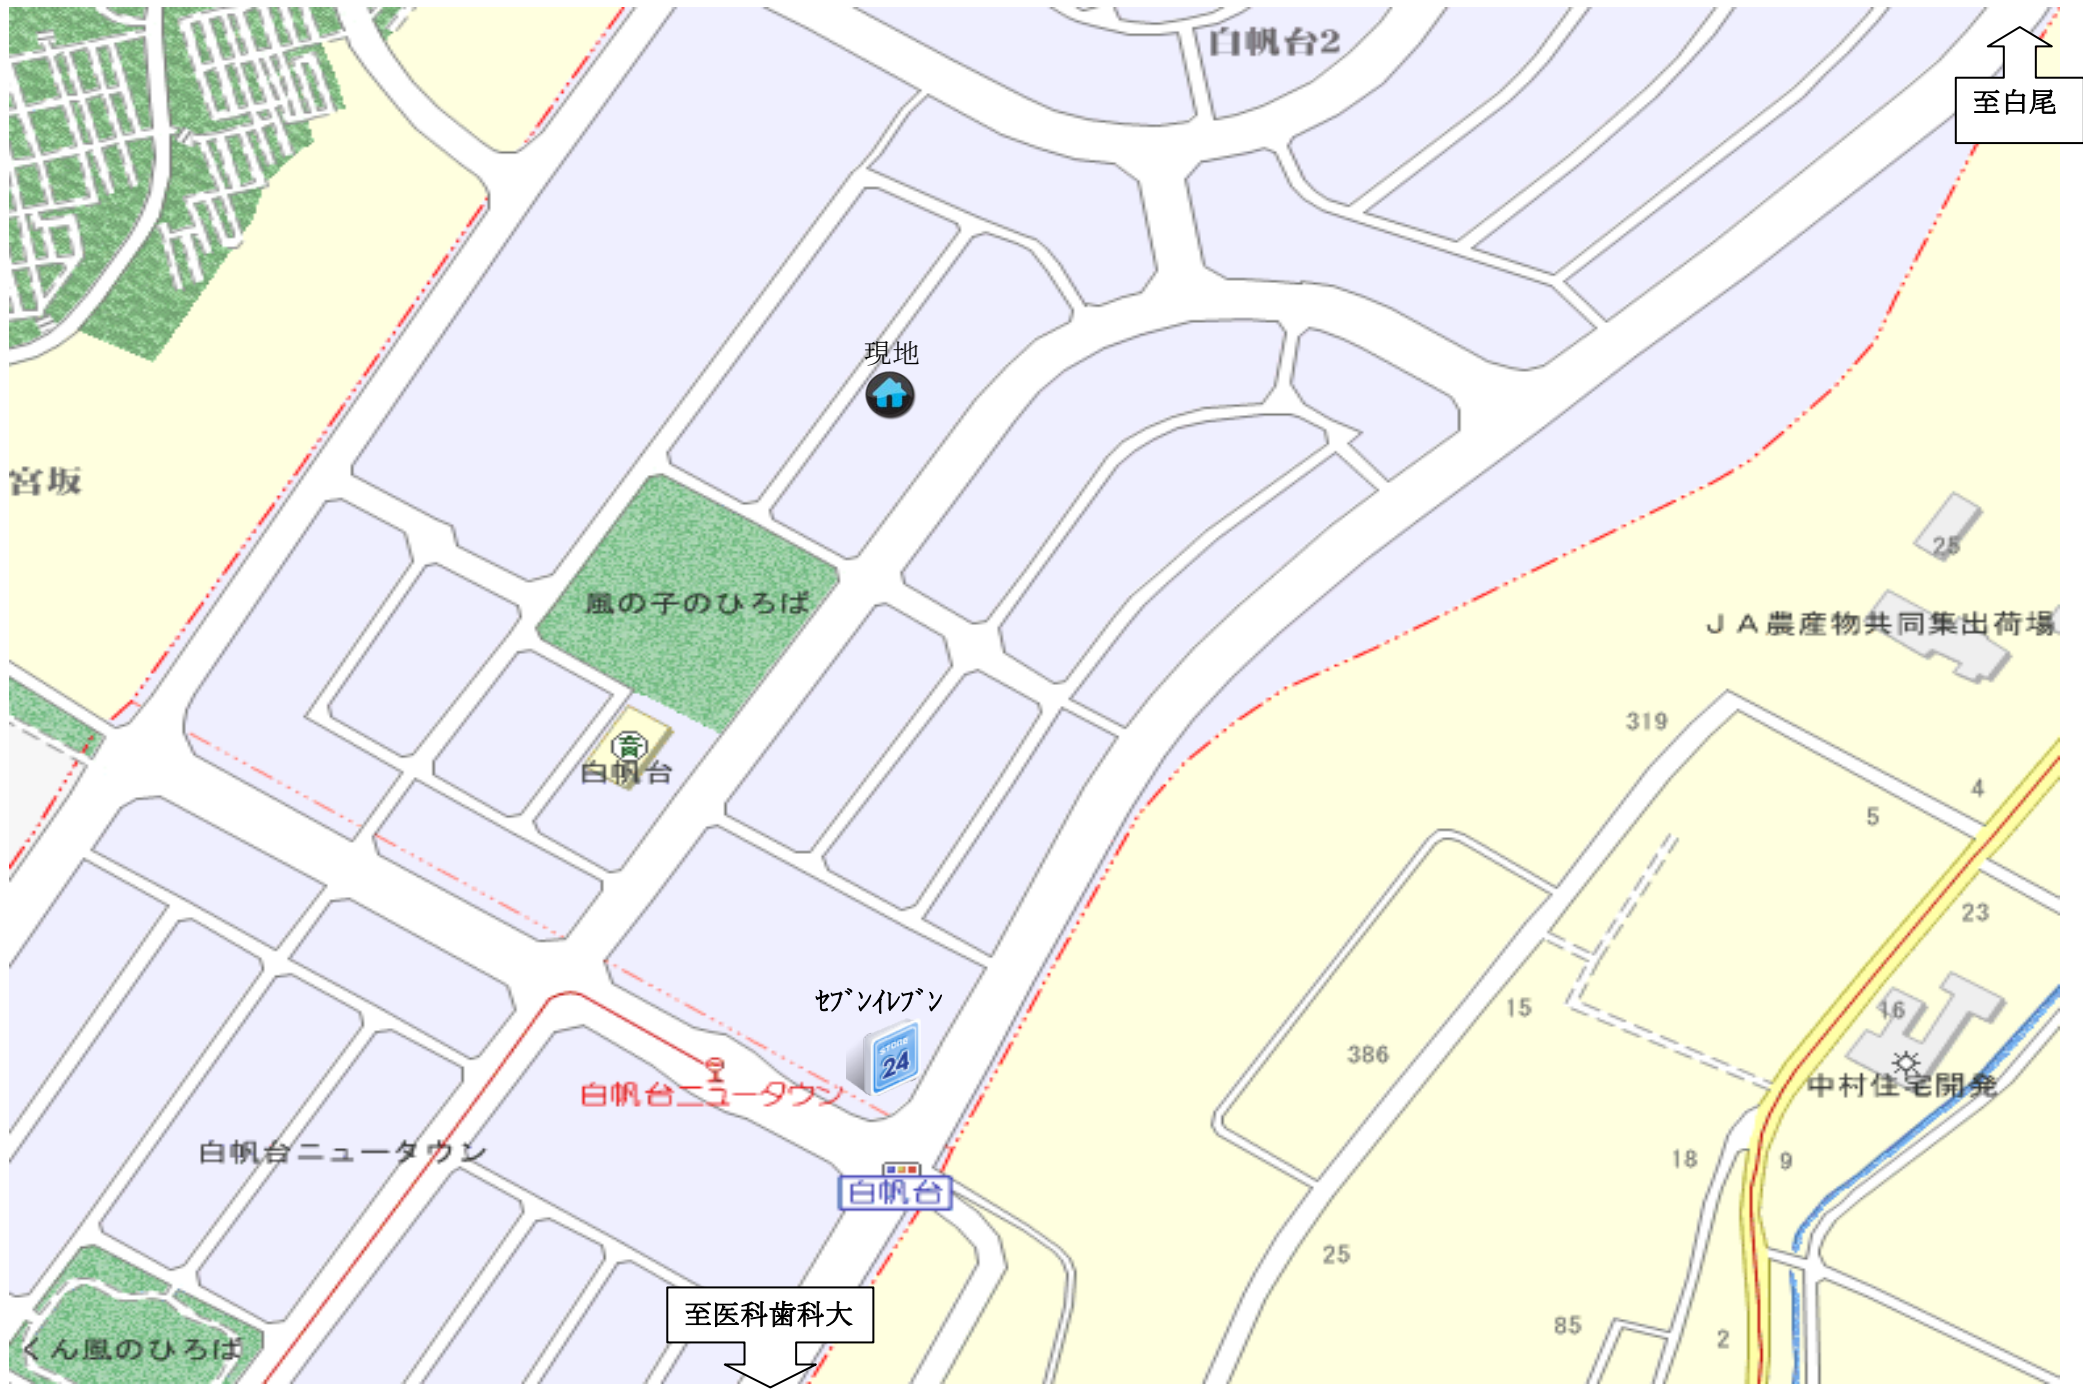 白帆台2
至白尾
現地
宮坂
25
風の子のひろば
JA農産物共同集出荷場
319
育
白帆台
4
5
23
ｾﾌﾞﾝｲﾚﾌﾞﾝ
STORE
24
15
16
386
白帆台ニュータウン
中村住宅開発
白帆台ニュータウン
18
9
白帆台
25
至医科歯科大
85
2
くん風のひろば